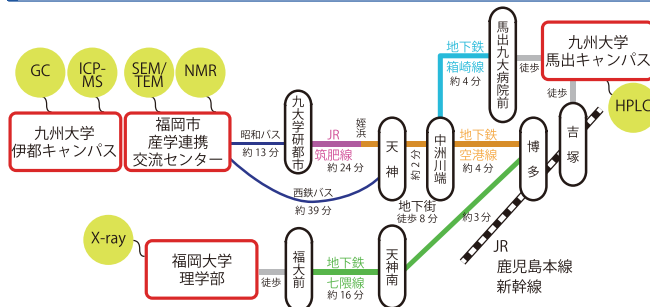 GC
ICP-
MS
SEM/
TEM
NMR
九州大学
伊都キャンパス
福岡市
産学連携
交流センター
昭和バス
約13分
西鉄バス
約39分
九大学研都市
JR
筑肥線
約24分
姪浜
天神
約2分
地下街
徒歩8分
中洲川端
地下鉄
箱崎線
約4分
馬出九大病院前
徒歩
九州大学
馬出キャンパス
徒歩
HPLC
地下鉄
空港線
約4分
博多
吉塚
約3分
JR
鹿児島本線
新幹線
X-ray
福岡大学
理学部
徒歩
福大前
地下鉄
七隈線
約16分
天神南